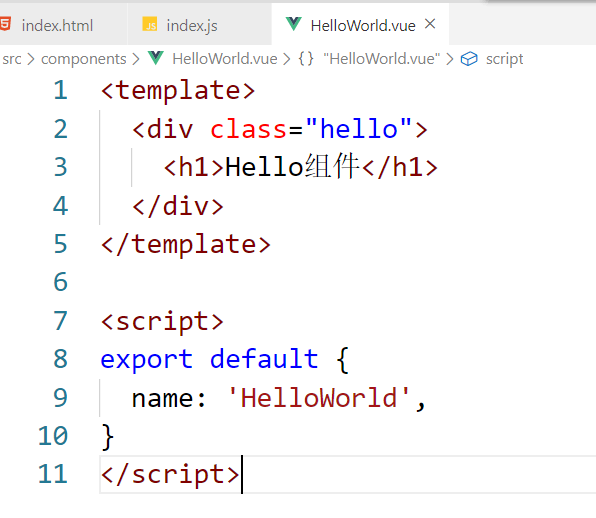 index.html JS index.js HelloWorld.vue ×
src > components > HelloWorld.vue > {} "HelloWorld.vue" > script
1 <template>
2 <div class="hello">
3 <h1>Hello组件</h1>
4 </div>
5 </template>
6
7 <script>
8 export default {
9 name: 'HelloWorld',
10 }
11 </script>